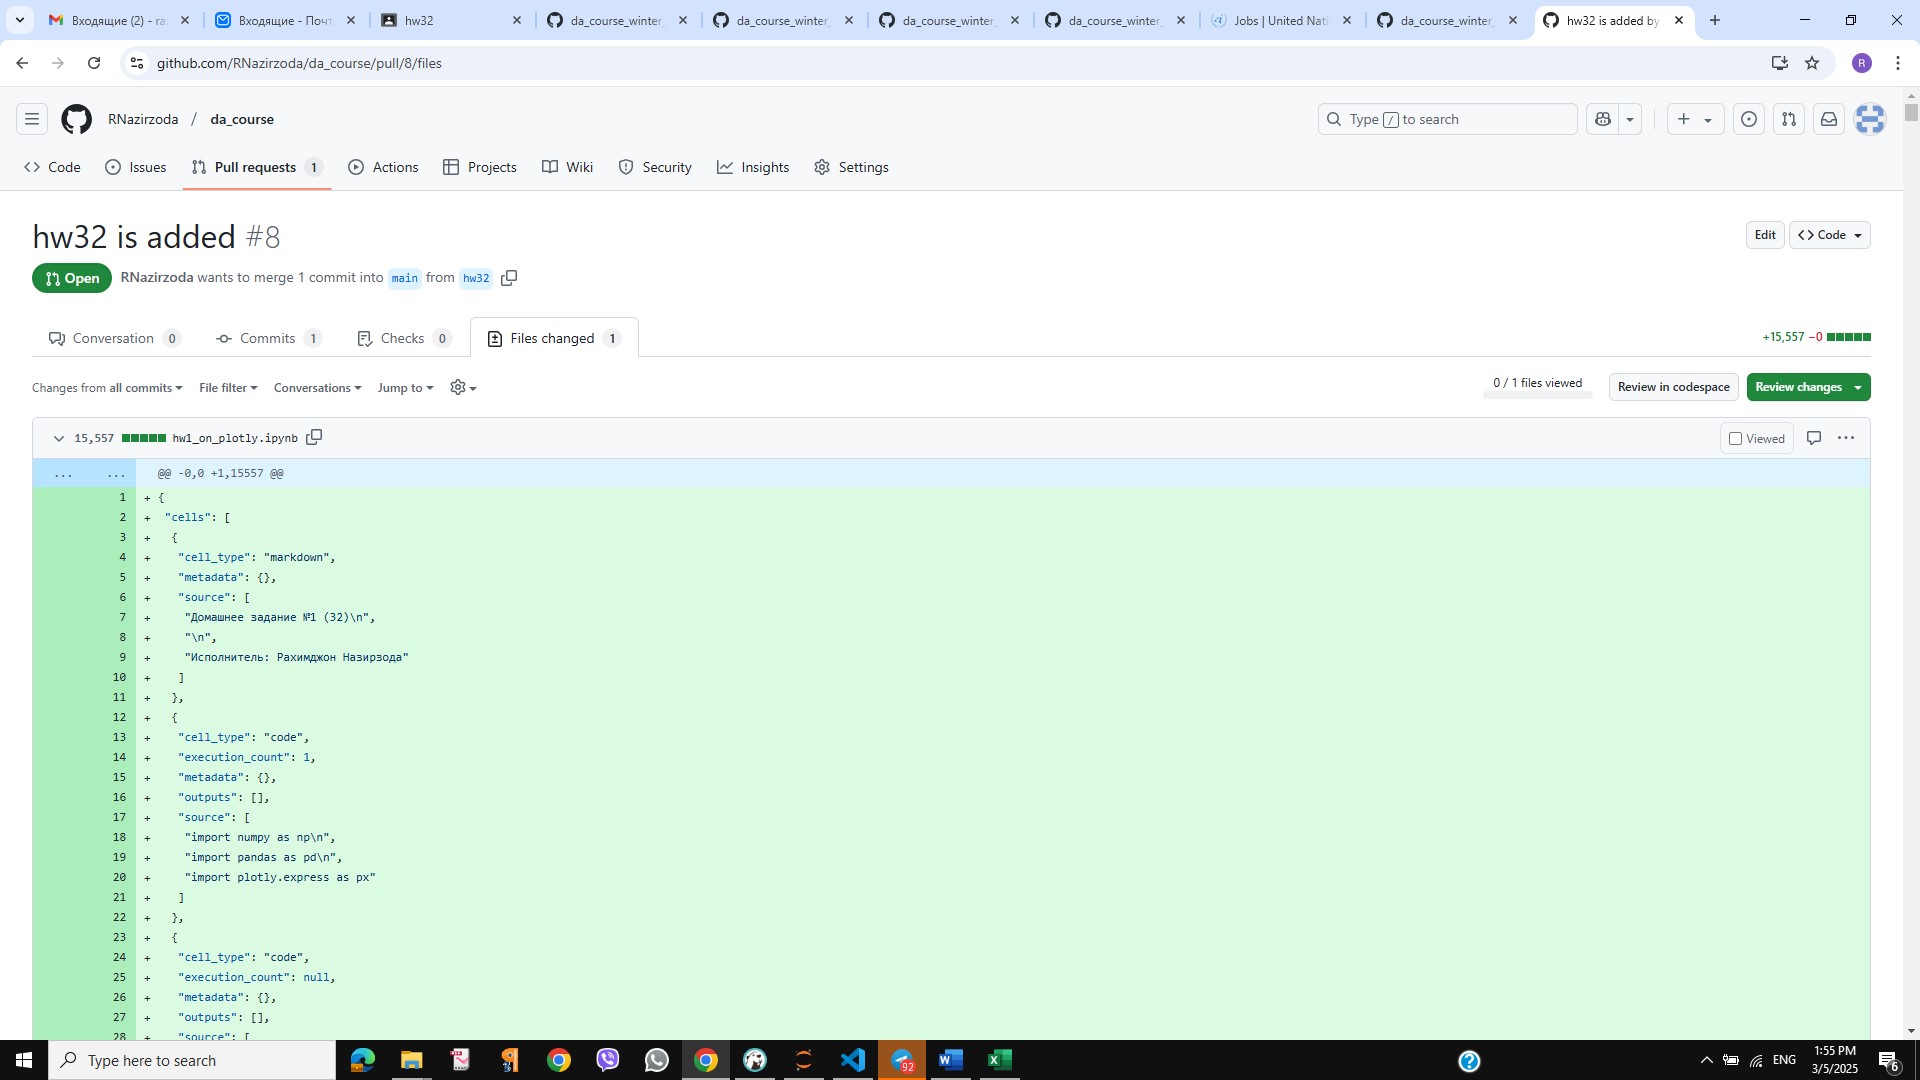 Входящие (2) - ra
Входящие - Почт
hw32
da_course_winter_
da_course_winter_
da_course_winter_
da_course_winter_
Jobs | United Nati
da_course_winter_
hw32 is added by
github.com/RNazirzoda/da_course/pull/8/files
R
RNazirzoda / da_course
Type / to search
Code
Issues
Pull requests 1
Actions
Projects
Wiki
Security
Insights
Settings
hw32 is added #8
Edit
Code
Open
RNazirzoda wants to merge 1 commit into main from hw32
Conversation 0
Commits 1
Checks 0
Files changed 1
+15,557 −0
Changes from all commits
File filter
Conversations
Jump to
0 / 1 files viewed
Review in codespace
Review changes
15,557 hw1_on_plotly.ipynb
Viewed
... ... @@ -0,0 +1,15557 @@
1 + {
2 + "cells": [
3 + {
4 + "cell_type": "markdown",
5 + "metadata": {},
6 + "source": [
7 + "Домашнее задание №1 (32)\n",
8 + "\n",
9 + "Исполнитель: Рахимджон Назирзода"
10 + ]
11 + },
12 + {
13 + "cell_type": "code",
14 + "execution_count": 1,
15 + "metadata": {},
16 + "outputs": [],
17 + "source": [
18 + "import numpy as np\n",
19 + "import pandas as pd\n",
20 + "import plotly.express as px"
21 + ]
22 + },
23 + {
24 + "cell_type": "code",
25 + "execution_count": null,
26 + "metadata": {},
27 + "outputs": [],
28 + "source": [
Type here to search
92
ENG
1:55 PM
3/5/2025
6